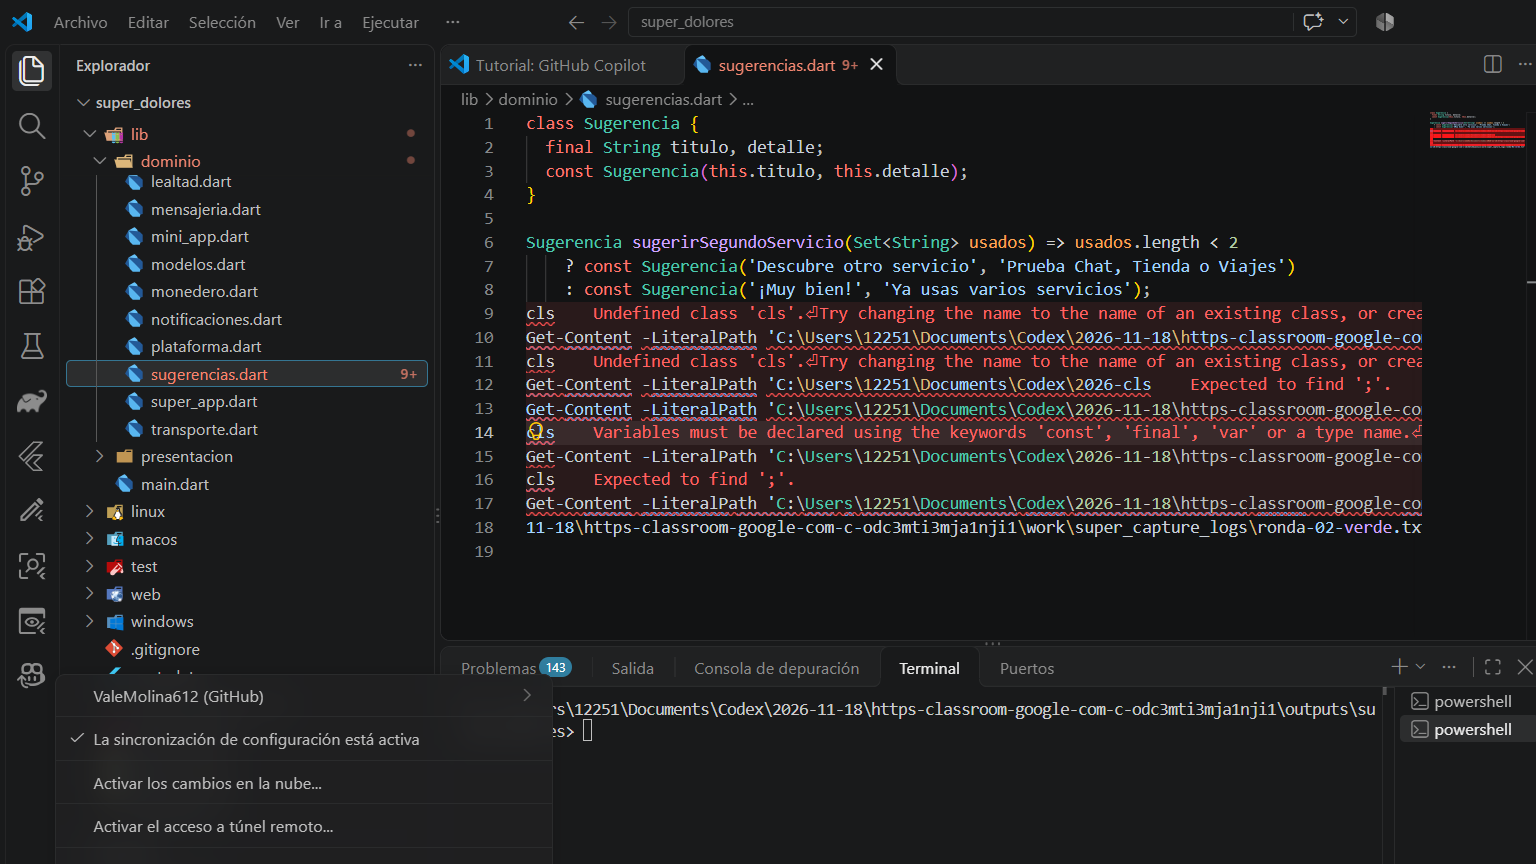 Archivo Editar Selección Ver Ir a Ejecutar ···
super_dolores
Explorador ···
super_dolores
lib
dominio
lealtad.dart
mensajeria.dart
mini_app.dart
modelos.dart
monedero.dart
notificaciones.dart
plataforma.dart
sugerencias.dart 9+
super_app.dart
transporte.dart
presentacion
main.dart
linux
macos
test
web
windows
.gitignore
ValeMolina612 (GitHub)
La sincronización de configuración está activa
Activar los cambios en la nube...
Activar el acceso a túnel remoto...
Tutorial: GitHub Copilot
sugerencias.dart 9+
lib > dominio > sugerencias.dart > ...
1 class Sugerencia {
2 final String titulo, detalle;
3 const Sugerencia(this.titulo, this.detalle);
4 }
5
6 Sugerencia sugerirSegundoServicio(Set<String> usados) => usados.length < 2
7 ? const Sugerencia('Descubre otro servicio', 'Prueba Chat, Tienda o Viajes')
8 : const Sugerencia('¡Muy bien!', 'Ya usas varios servicios');
9 cls Undefined class 'cls'.⏎Try changing the name to the name of an existing class, or crea
10 Get-Content -LiteralPath 'C:\Users\12251\Documents\Codex\2026-11-18\https-classroom-google-co
11 cls Undefined class 'cls'.⏎Try changing the name to the name of an existing class, or crea
12 Get-Content -LiteralPath 'C:\Users\12251\Documents\Codex\2026-cls Expected to find ';'.
13 Get-Content -LiteralPath 'C:\Users\12251\Documents\Codex\2026-11-18\https-classroom-google-co
14 cls Variables must be declared using the keywords 'const', 'final', 'var' or a type name.⏎
15 Get-Content -LiteralPath 'C:\Users\12251\Documents\Codex\2026-11-18\https-classroom-google-co
16 cls Expected to find ';'.
17 Get-Content -LiteralPath 'C:\Users\12251\Documents\Codex\2026-11-18\https-classroom-google-co
18 11-18\https-classroom-google-com-c-odc3mti3mja1nji1\work\super_capture_logs\ronda-02-verde.tx
19
Problemas 143 Salida Consola de depuración Terminal Puertos
rs\12251\Documents\Codex\2026-11-18\https-classroom-google-com-c-odc3mti3mja1nji1\outputs\su
es>
powershell
powershell